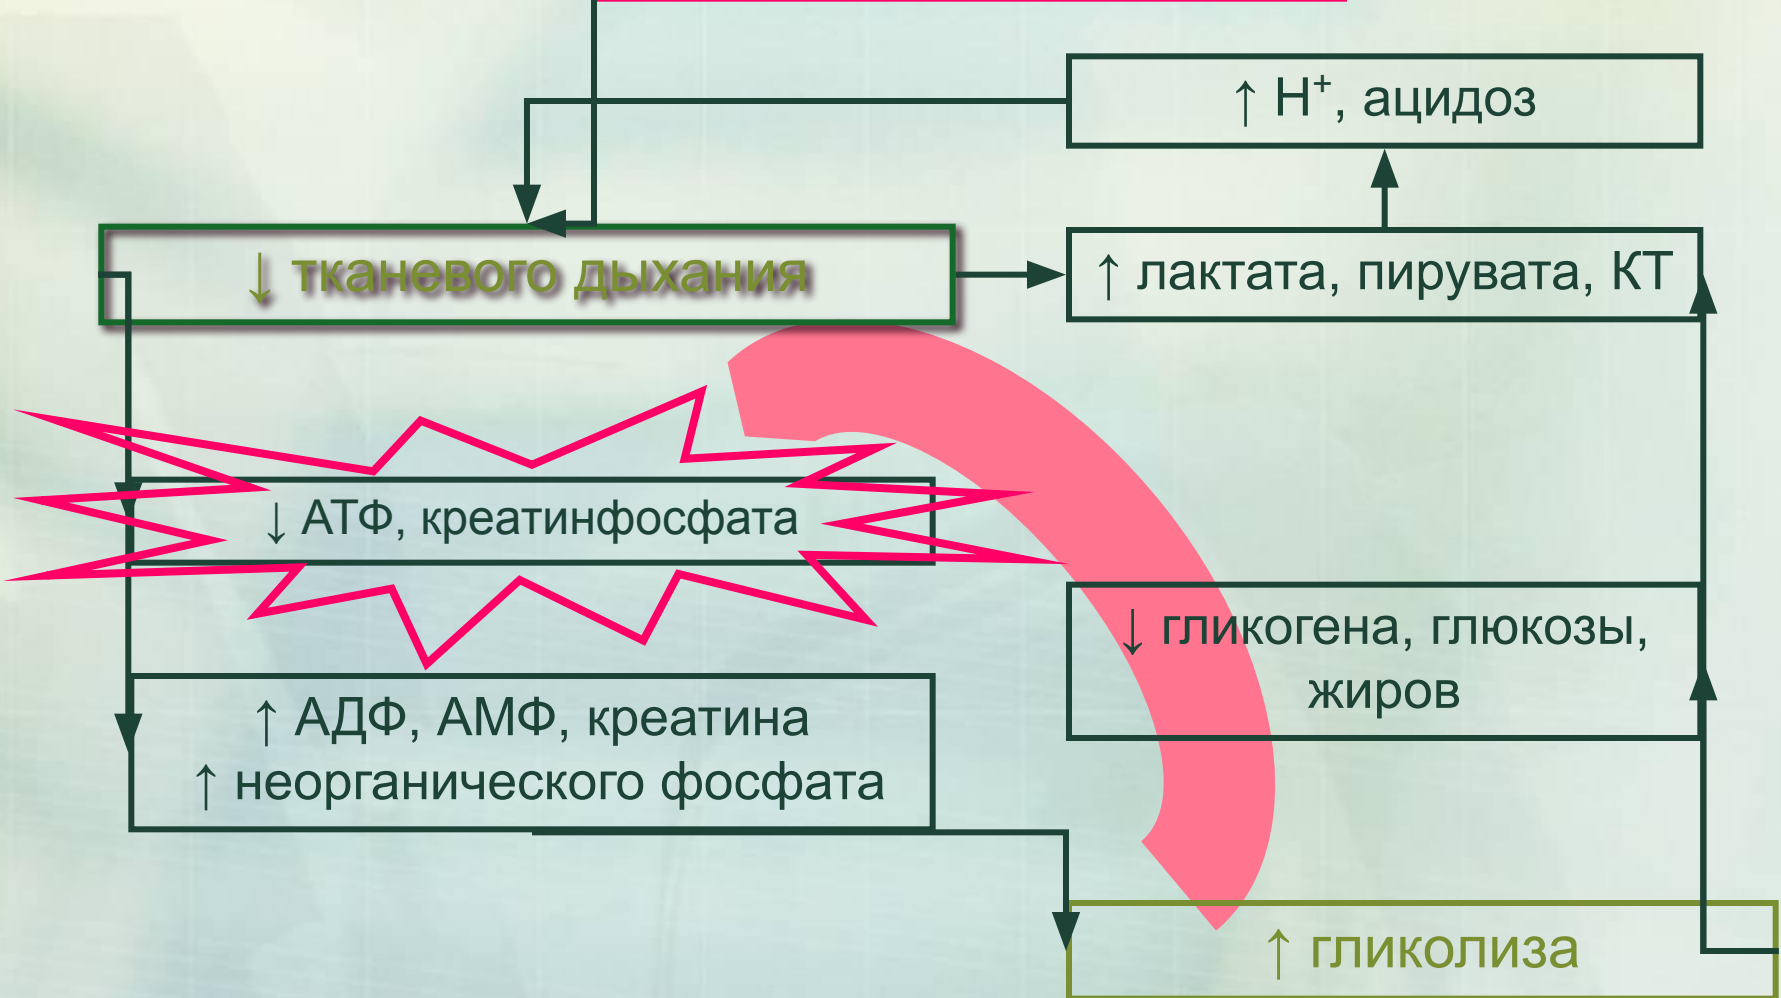 ↑ Н⁺, ацидоз
↓ тканевого дыхания
↑ лактата, пирувата, КТ
↓ АТФ, креатинфосфата
↓ гликогена, глюкозы,
жиров
↑ АДФ, АМФ, креатина
↑ неорганического фосфата
↑ гликолиза